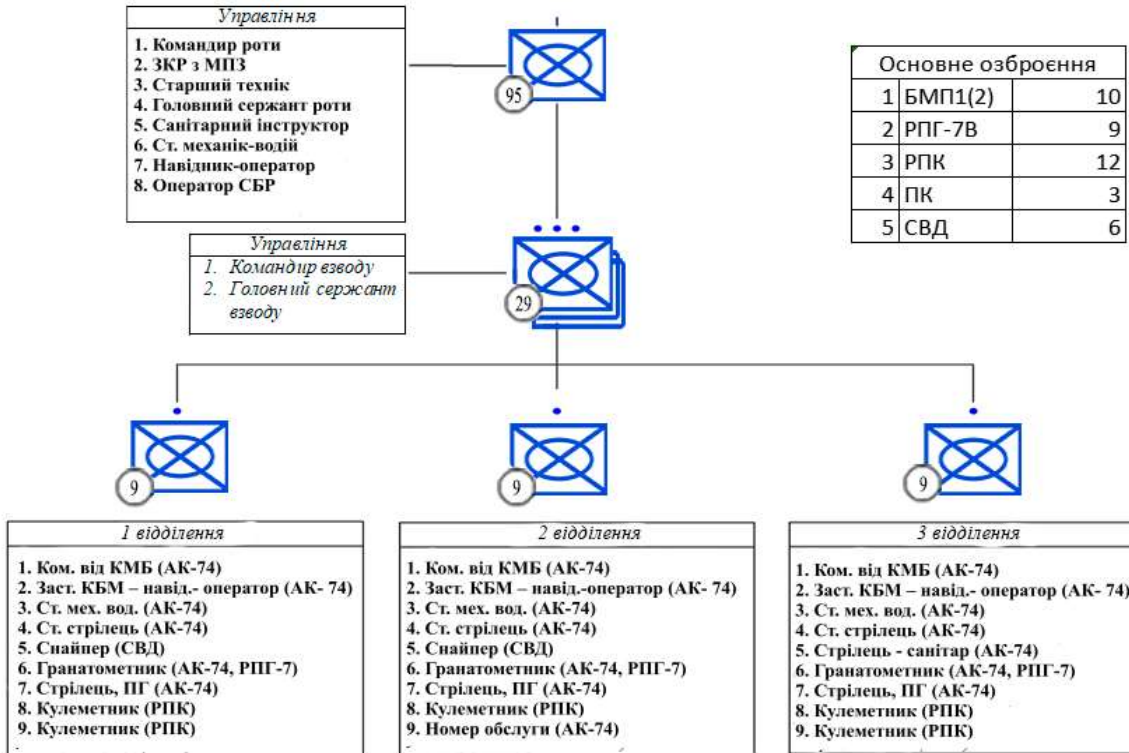 Управління
1. Командир роти
2. ЗКР з МПЗ
3. Старший технік
4. Головний сержант роти
5. Санітарний інструктор
6. Ст. механік-водій
7. Навідник-оператор
8. Оператор СБР
95
Основне озброєння
1 БМП1(2) 10
2 РПГ-7В 9
3 РПК 12
4 ПК 3
5 СВД 6
Управління
1. Командир взводу
2. Головний сержант
взводу
29
9
9
9
1 відділення
1. Ком. від КМБ (АК-74)
2. Заст. КБМ – навід.- оператор (АК- 74)
3. Ст. мех. вод. (АК-74)
4. Ст. стрілець (АК-74)
5. Снайпер (СВД)
6. Гранатометник (АК-74, РПГ-7)
7. Стрілець, ПГ (АК-74)
8. Кулеметник (РПК)
9. Кулеметник (РПК)
2 відділення
1. Ком. від КМБ (АК-74)
2. Заст. КБМ – навід.-оператор (АК- 74)
3. Ст. мех. вод. (АК-74)
4. Ст. стрілець (АК-74)
5. Снайпер (СВД)
6. Гранатометник (АК-74, РПГ-7)
7. Стрілець, ПГ (АК-74)
8. Кулеметник (РПК)
9. Номер обслуги (АК-74)
3 відділення
1. Ком. від КМБ (АК-74)
2. Заст. КБМ – навід.- оператор (АК- 74)
3. Ст. мех. вод. (АК-74)
4. Ст. стрілець (АК-74)
5. Стрілець - санітар (АК-74)
6. Гранатометник (АК-74, РПГ-7)
7. Стрілець, ПГ (АК-74)
8. Кулеметник (РПК)
9. Кулеметник (РПК)